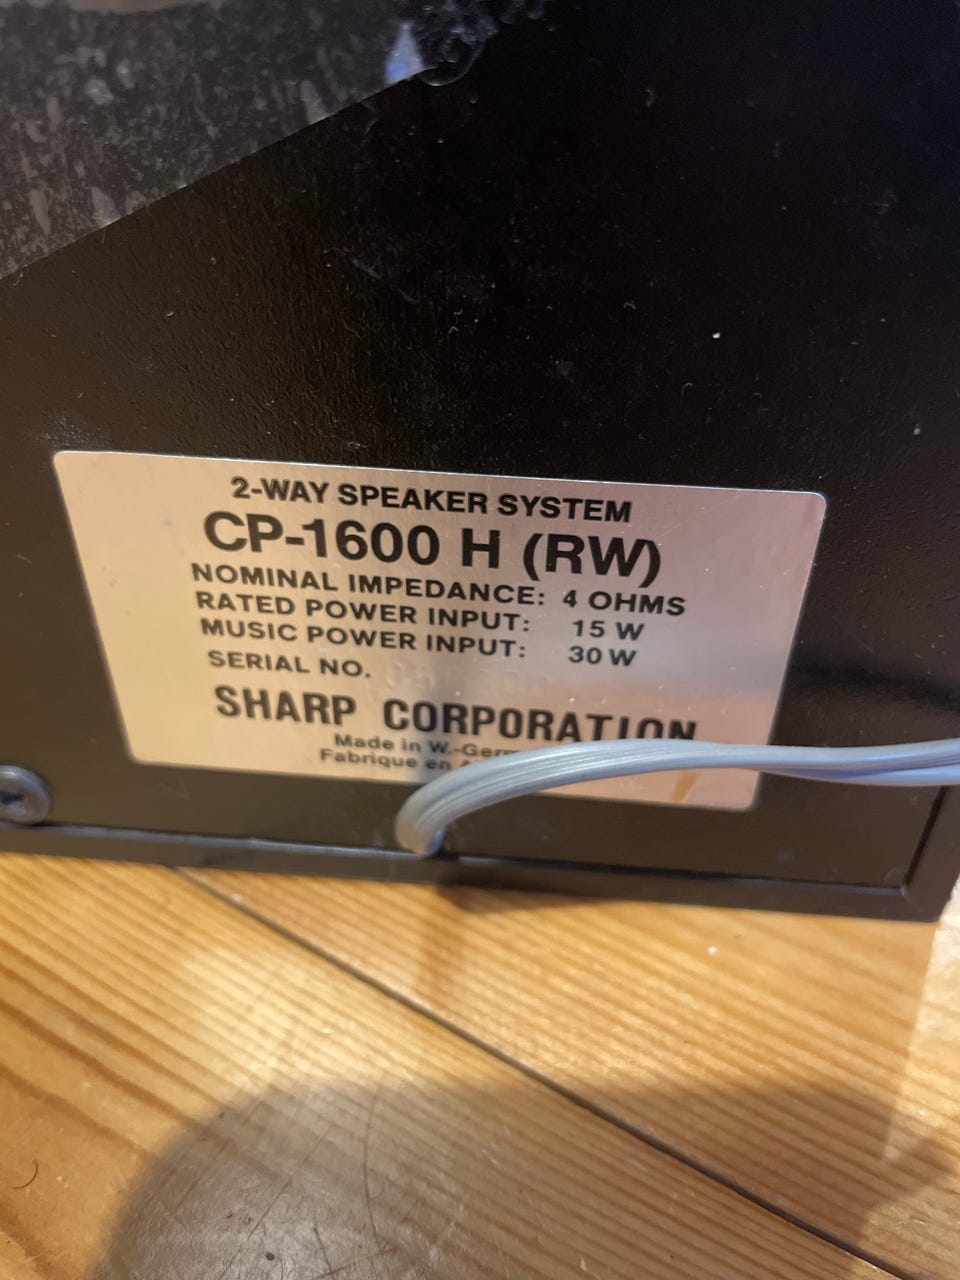 2-WAY SPEAKER SYSTEM
CP-1600 H (RW)
NOMINAL IMPEDANCE: 4 OHMS
RATED POWER INPUT: 15 W
MUSIC POWER INPUT: 30 W
SERIAL NO.
SHARP CORPORATION
Made in W.-Ger
Fabrique en